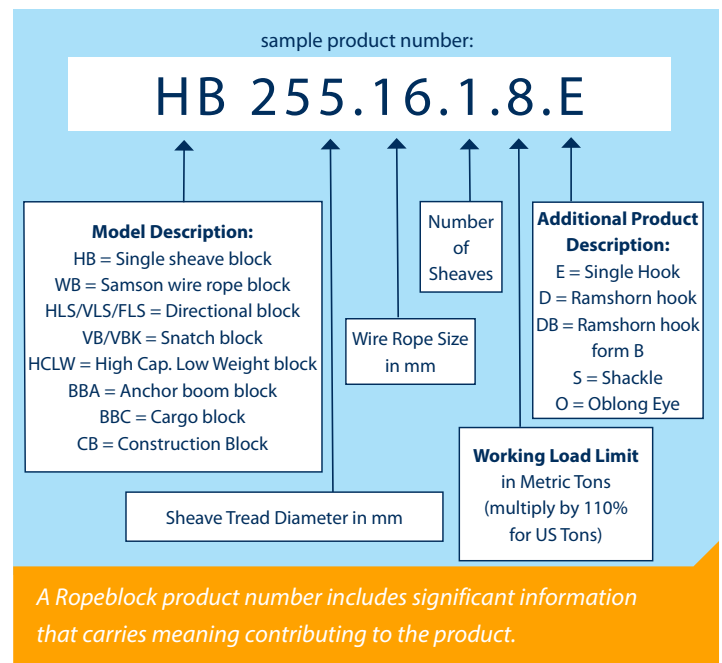 sample product number:
HB 255.16.1.8.E
Model Description:
HB = Single sheave block
WB = Samson wire rope block
HLS/VLS/FLS = Directional block
VB/VBK = Snatch block
HCLW = High Cap. Low Weight block
BBA = Anchor boom block
BBC = Cargo block
CB = Construction Block
Sheave Tread Diameter in mm
Wire Rope Size
in mm
Number
of
Sheaves
Working Load Limit
in Metric Tons
(multiply by 110%
for US Tons)
Additional Product
Description:
E = Single Hook
D = Ramshorn hook
DB = Ramshorn hook
form B
S = Shackle
O = Oblong Eye
A Ropeblock product number includes significant information
that carries meaning contributing to the product.